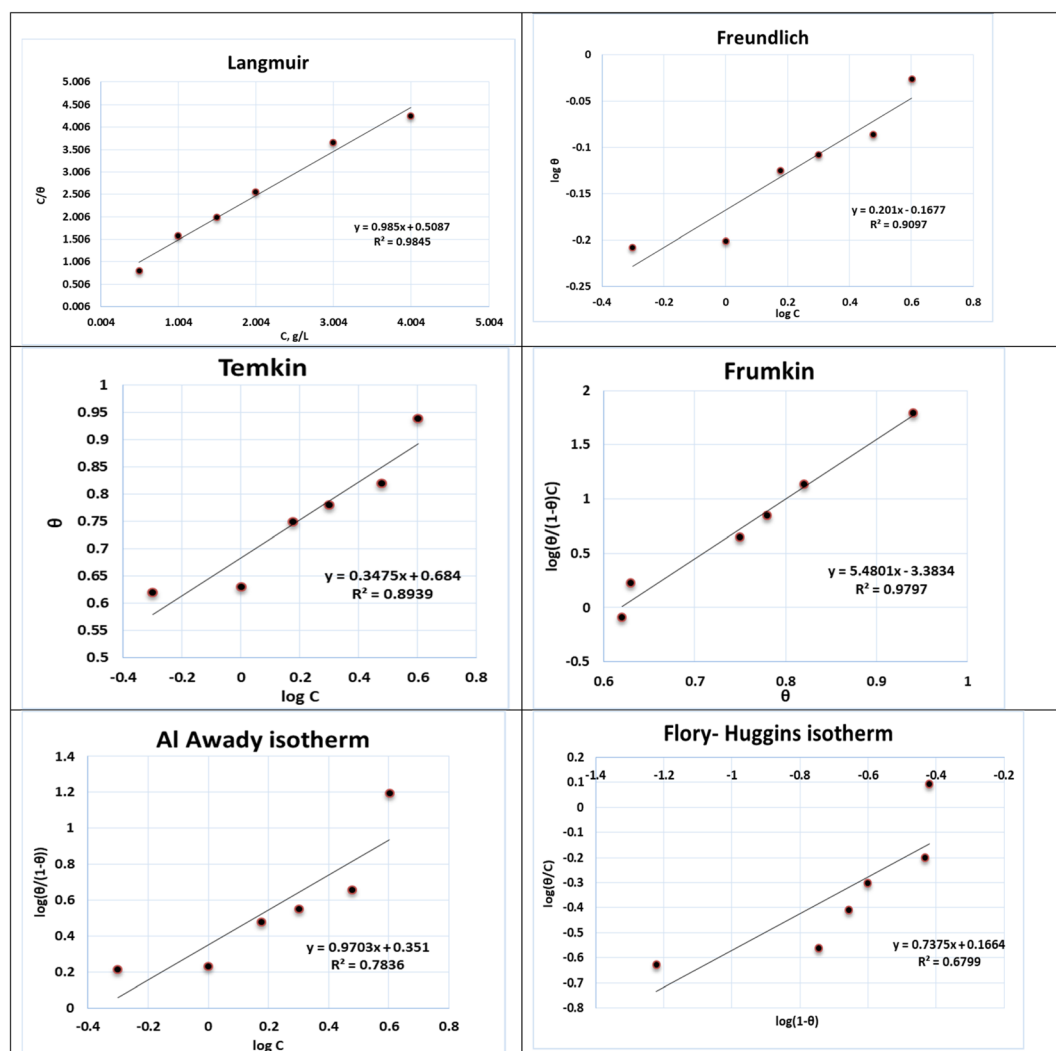 Langmuir
5.006
4.506
4.006
3.506
3.006
2.506
2.006
1.506
1.006
0.506
0.006
C/θ
y = 0.985x + 0.5087
R² = 0.9845
0.004 1.004 2.004 3.004 4.004 5.004
C, g/L
Freundlich
0
-0.05
-0.1
-0.15
-0.2
-0.25
log θ
y = 0.201x - 0.1677
R² = 0.9097
-0.4 -0.2 0 0.2 0.4 0.6 0.8
log C
Temkin
1
0.95
0.9
0.85
0.8
0.75
0.7
0.65
0.6
0.55
0.5
θ
y = 0.3475x + 0.684
R² = 0.8939
-0.4 -0.2 0 0.2 0.4 0.6 0.8
log C
Frumkin
2
1.5
1
0.5
0
-0.5
log(θ/(1-θ)C)
y = 5.4801x - 3.3834
R² = 0.9797
0.6 0.7 0.8 0.9 1
θ
Al Awady isotherm
1.4
1.2
1
0.8
0.6
0.4
0.2
0
log(θ/(1-θ))
y = 0.9703x + 0.351
R² = 0.7836
-0.4 -0.2 0 0.2 0.4 0.6 0.8
log C
Flory- Huggins isotherm
-1.4 -1.2 -1 -0.8 -0.6 -0.4 -0.2
0.2
0.1
0
-0.1
-0.2
-0.3
-0.4
-0.5
-0.6
-0.7
-0.8
log(θ/C)
y = 0.7375x + 0.1664
R² = 0.6799
log(1-θ)